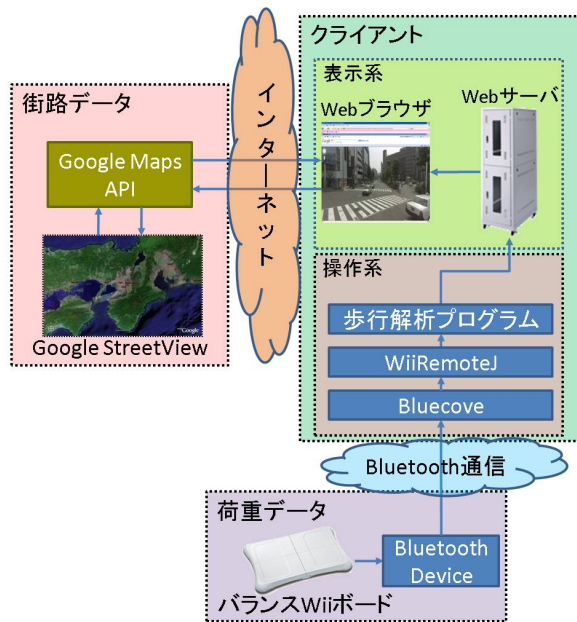 クライアント
表示系
Webブラウザ
Webサーバ
街路データ
Google Maps
API
Google StreetView
インターネット
操作系
歩行解析プログラム
WiiRemoteJ
Bluecove
Bluetooth通信
荷重データ
Bluetooth
Device
バランスWiiボード